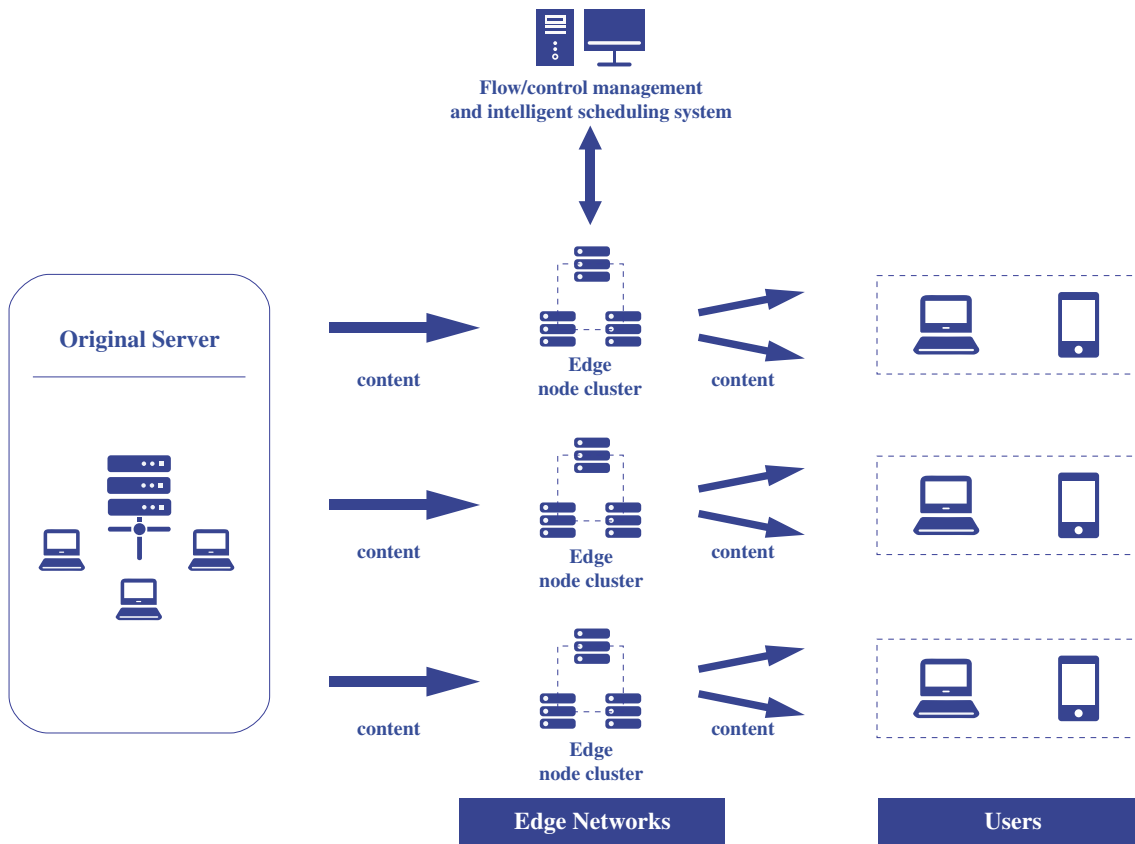 Flow/control management
and intelligent scheduling system
Original Server
content
Edge
node cluster
content
content
Edge
node cluster
content
content
Edge
node cluster
content
Edge Networks
Users